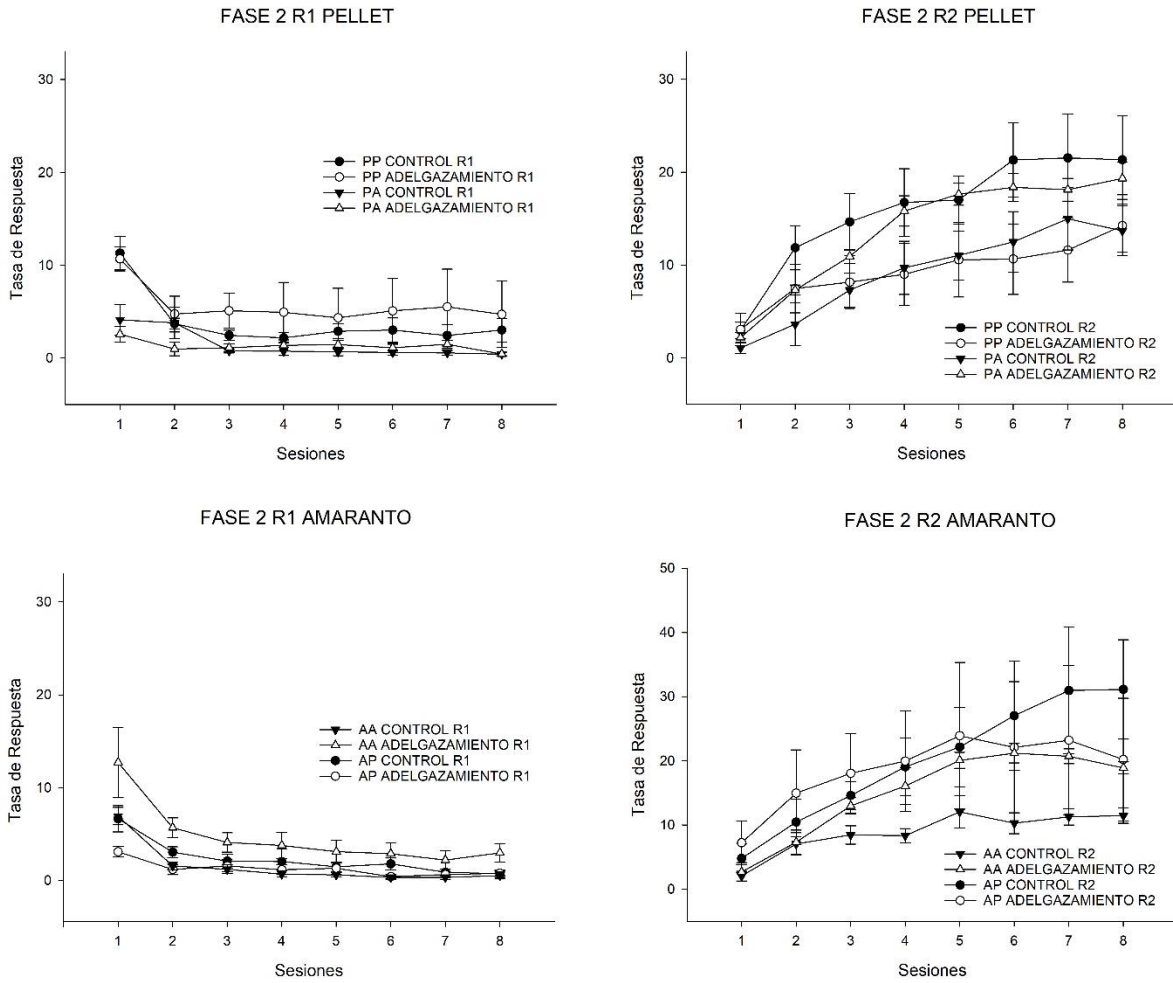 FASE 2 R1 PELLET
Tasa de Respuesta
30
20
10
0
PP CONTROL R1
PP ADELGAZAMIENTO R1
PA CONTROL R1
PA ADELGAZAMIENTO R1
1 2 3 4 5 6 7 8
Sesiones
FASE 2 R2 PELLET
Tasa de Respuesta
30
20
10
0
PP CONTROL R2
PP ADELGAZAMIENTO R2
PA CONTROL R2
PA ADELGAZAMIENTO R2
1 2 3 4 5 6 7 8
Sesiones
FASE 2 R1 AMARANTO
Tasa de Respuesta
30
20
10
0
AA CONTROL R1
AA ADELGAZAMIENTO R1
AP CONTROL R1
AP ADELGAZAMIENTO R1
1 2 3 4 5 6 7 8
Sesiones
FASE 2 R2 AMARANTO
Tasa de Respuesta
50
40
30
20
10
0
AA CONTROL R2
AA ADELGAZAMIENTO R2
AP CONTROL R2
AP ADELGAZAMIENTO R2
1 2 3 4 5 6 7 8
Sesiones